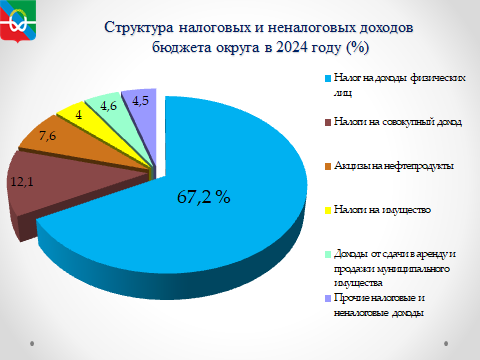 Структура налоговых и неналоговых доходов
бюджета округа в 2024 году (%)
67,2 %
12,1
7,6
4
4,6
4,5
Налог на доходы физических
лиц
Налоги на совокупный доход
Акцизы на нефтепродукты
Налоги на имущество
Доходы от сдачи в аренду и
продажи муниципального
имущества
Прочие налоговые и
неналоговые доходы